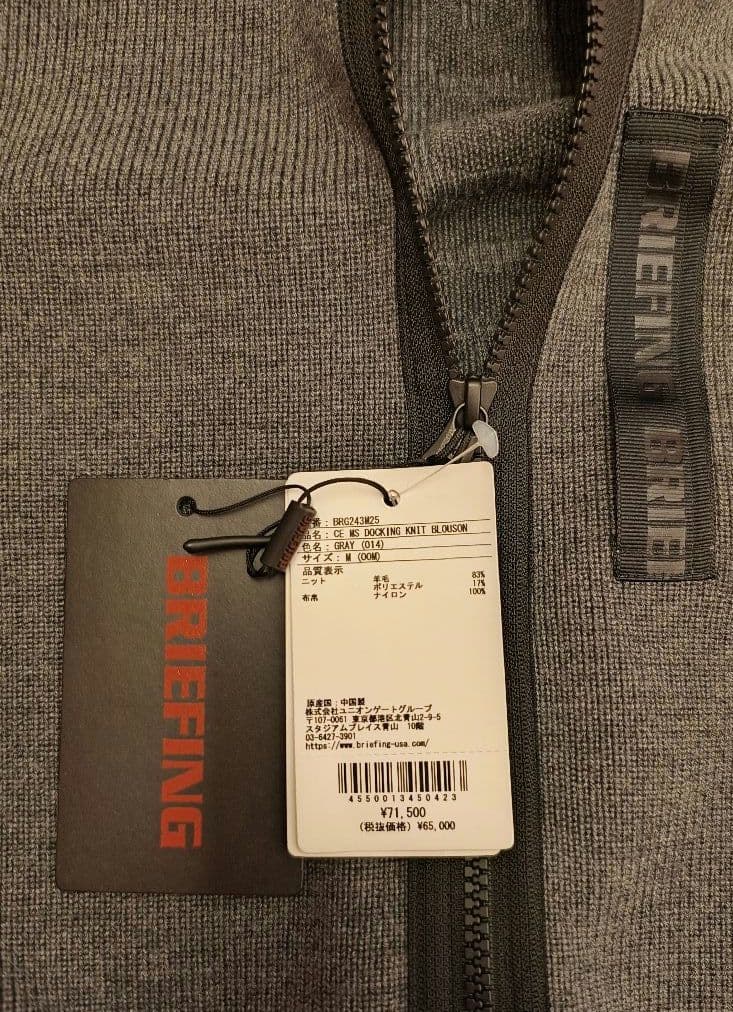 BRIEFING BRIEF
BRIEFING
BRIEFING
番: BRG243M25
品名: CE MS DOCKING KNIT BLOUSON
色名: GRAY (014)
サイズ: M (00M)
品質表示
ニット 羊毛 83%
ポリエステル 17%
布帛 ナイロン 100%
原産国:中国製
株式会社ユニオンゲートグループ
〒107-0061 東京都港区北青山2-9-5
スタジアムプレイス青山 10階
03-6427-3901
https://www.briefing-usa.com/
4550013450423
¥71,500
(税抜価格) ¥65,000